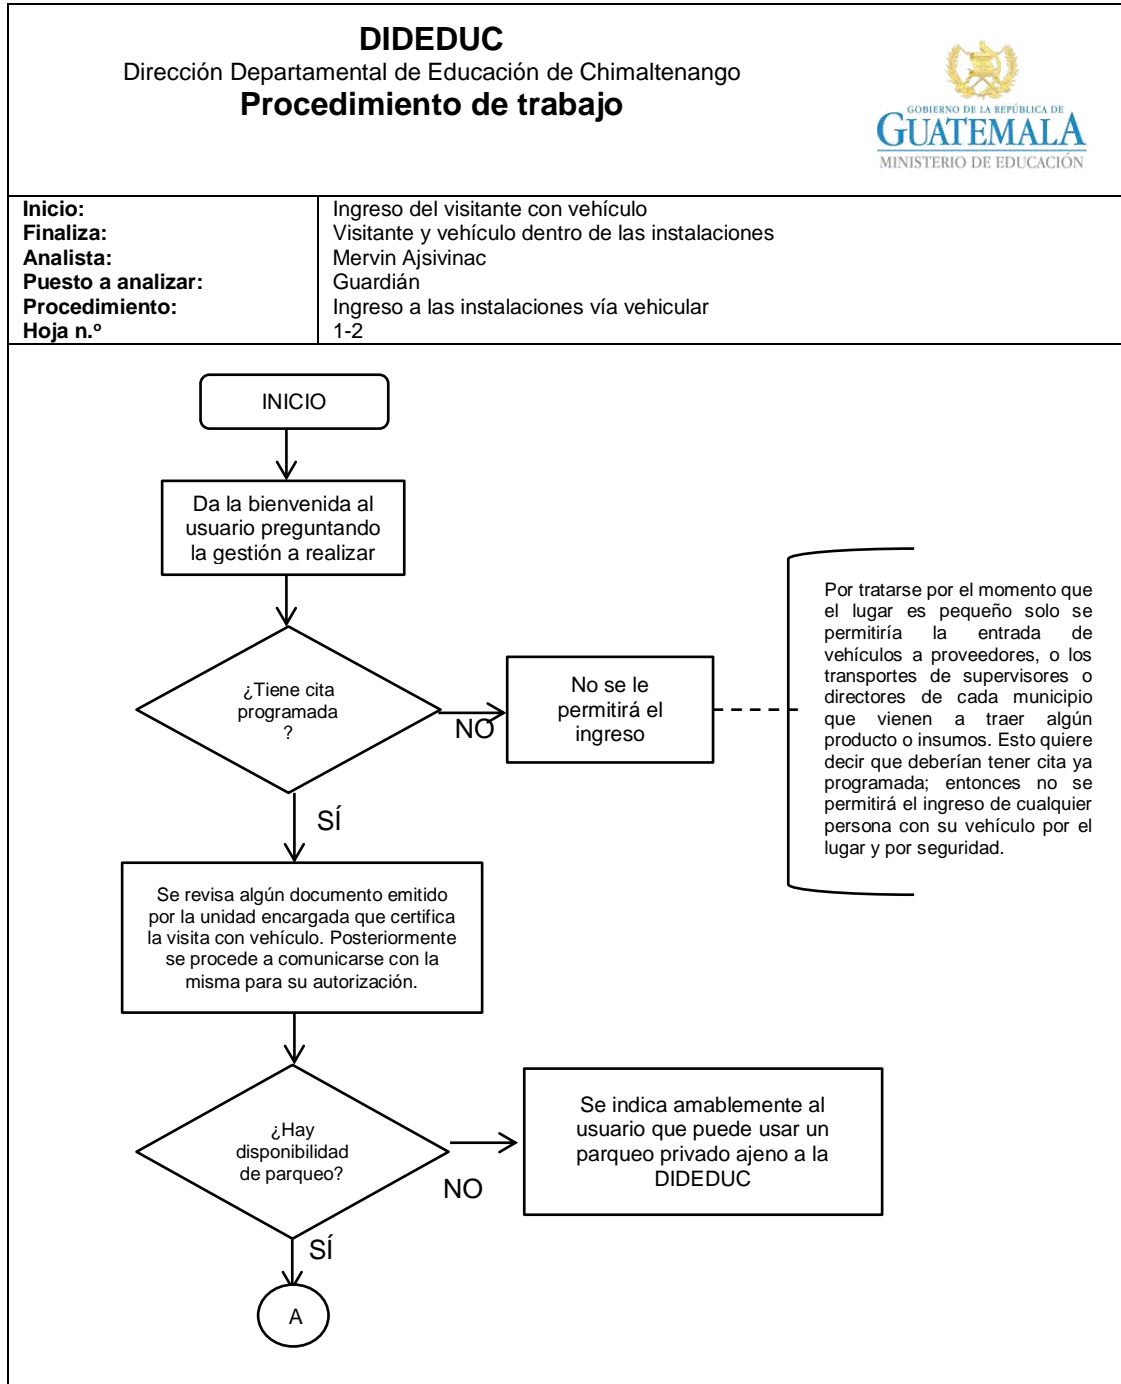 DIDEDUC
Dirección Departamental de Educación de Chimaltenango
Procedimiento de trabajo
GOBIERNO DE LA REPÚBLICA DE
GUATEMALA
MINISTERIO DE EDUCACIÓN
Inicio: Ingreso del visitante con vehículo
Finaliza: Visitante y vehículo dentro de las instalaciones
Analista: Mervin Ajsivinac
Puesto a analizar: Guardián
Procedimiento: Ingreso a las instalaciones vía vehicular
Hoja n.º 1-2
INICIO
Da la bienvenida al
usuario preguntando
la gestión a realizar
¿Tiene cita
programada
?
NO
No se le
permitirá el
ingreso
Por tratarse por el momento que
el lugar es pequeño solo se
permitiría la entrada de
vehículos a proveedores, o los
transportes de supervisores o
directores de cada municipio
que vienen a traer algún
producto o insumos. Esto quiere
decir que deberían tener cita ya
programada; entonces no se
permitirá el ingreso de cualquier
persona con su vehículo por el
lugar y por seguridad.
SÍ
Se revisa algún documento emitido
por la unidad encargada que certifica
la visita con vehículo. Posteriormente
se procede a comunicarse con la
misma para su autorización.
¿Hay
disponibilidad
de parqueo?
NO
Se indica amablemente al
usuario que puede usar un
parqueo privado ajeno a la
DIDEDUC
SÍ
A